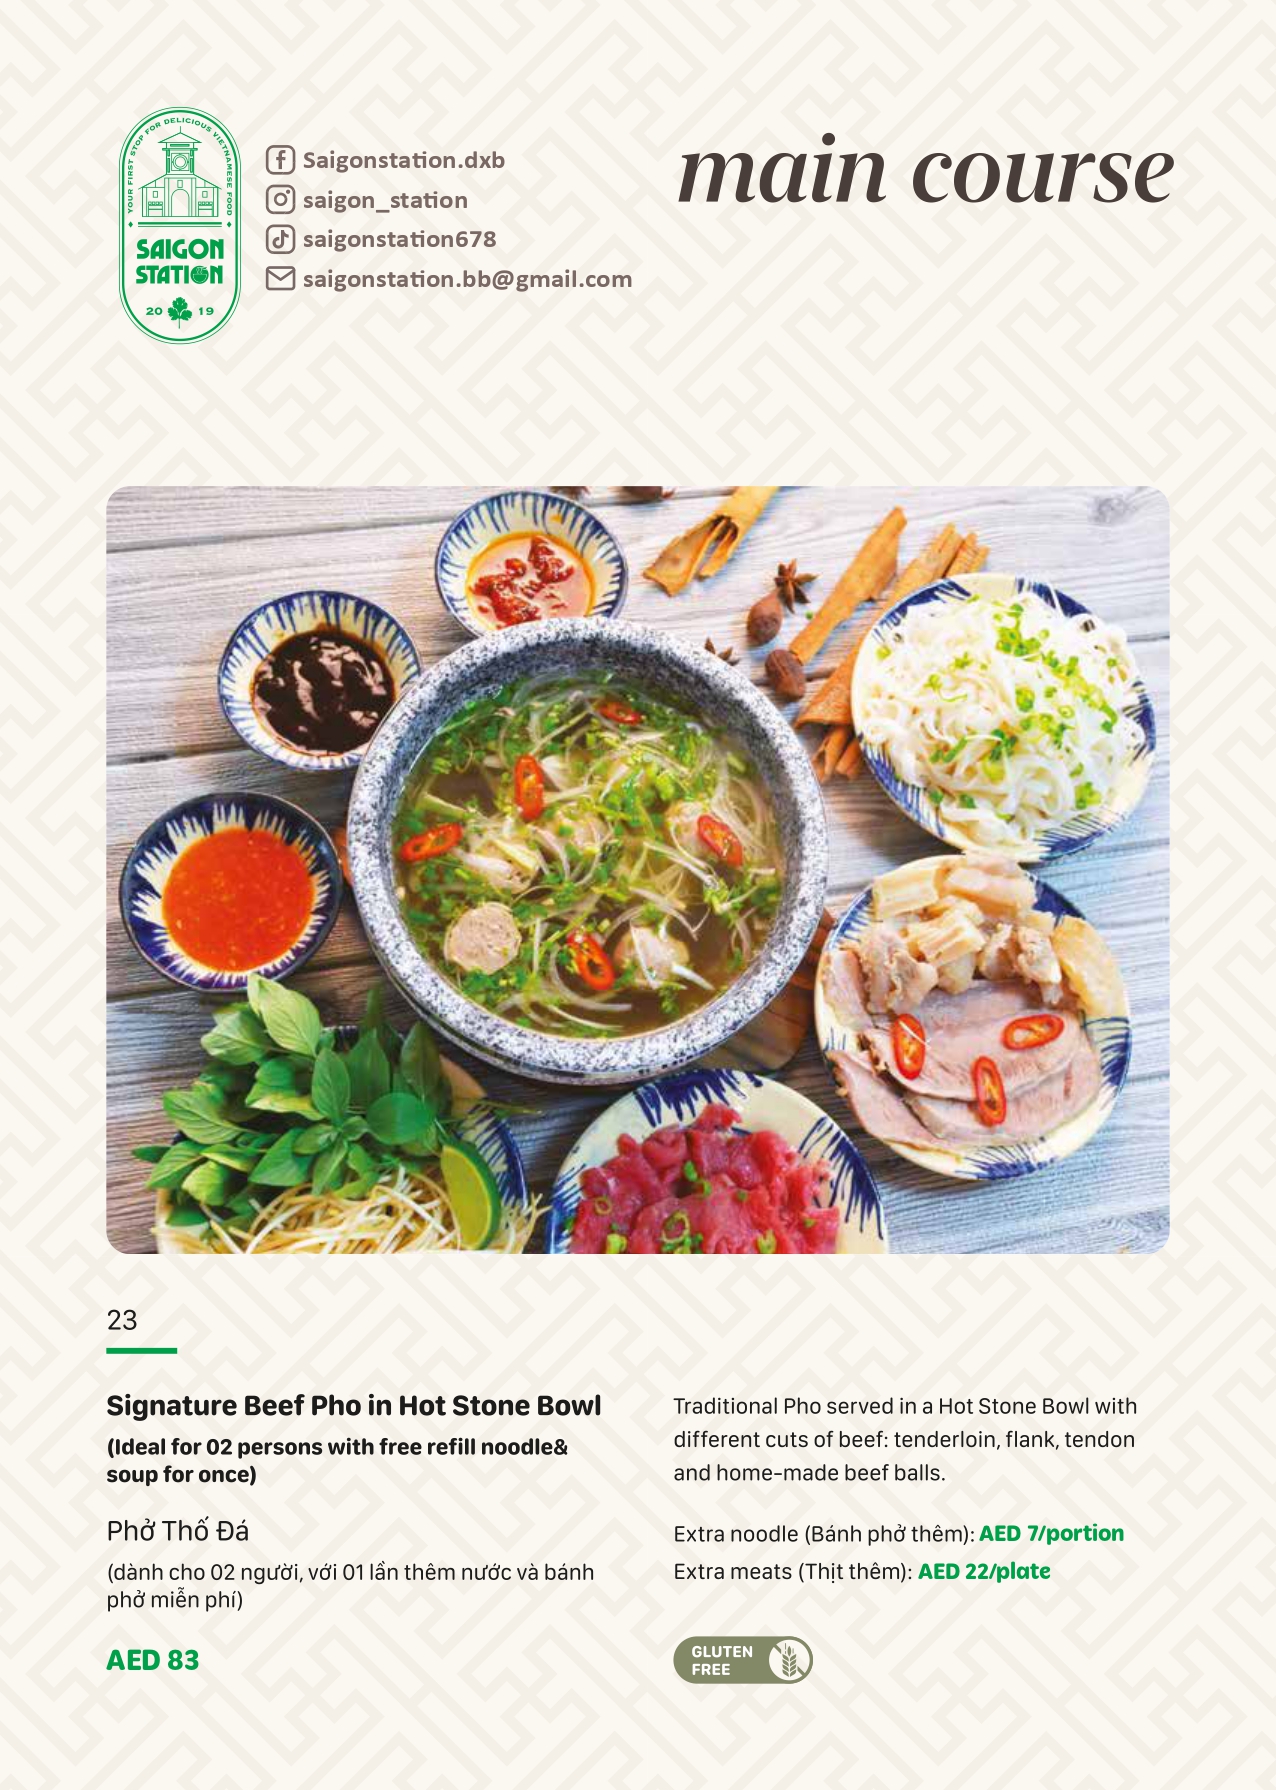 YOUR FIRST STOP FOR DELICIOUS VIETNAMESE FOOD
SAIGON
STATION
20 19
Saigonstation.dxb
saigon_station
saigonstation678
saigonstation.bb@gmail.com
main course
23
Signature Beef Pho in Hot Stone Bowl
(Ideal for 02 persons with free refill noodle&
soup for once)
Phở Thố Đá
(dành cho 02 người, với 01 lần thêm nước và bánh
phở miễn phí)
AED 83
Traditional Pho served in a Hot Stone Bowl with
different cuts of beef: tenderloin, flank, tendon
and home-made beef balls.
Extra noodle (Bánh phở thêm): AED 7/portion
Extra meats (Thịt thêm): AED 22/plate
GLUTEN
FREE